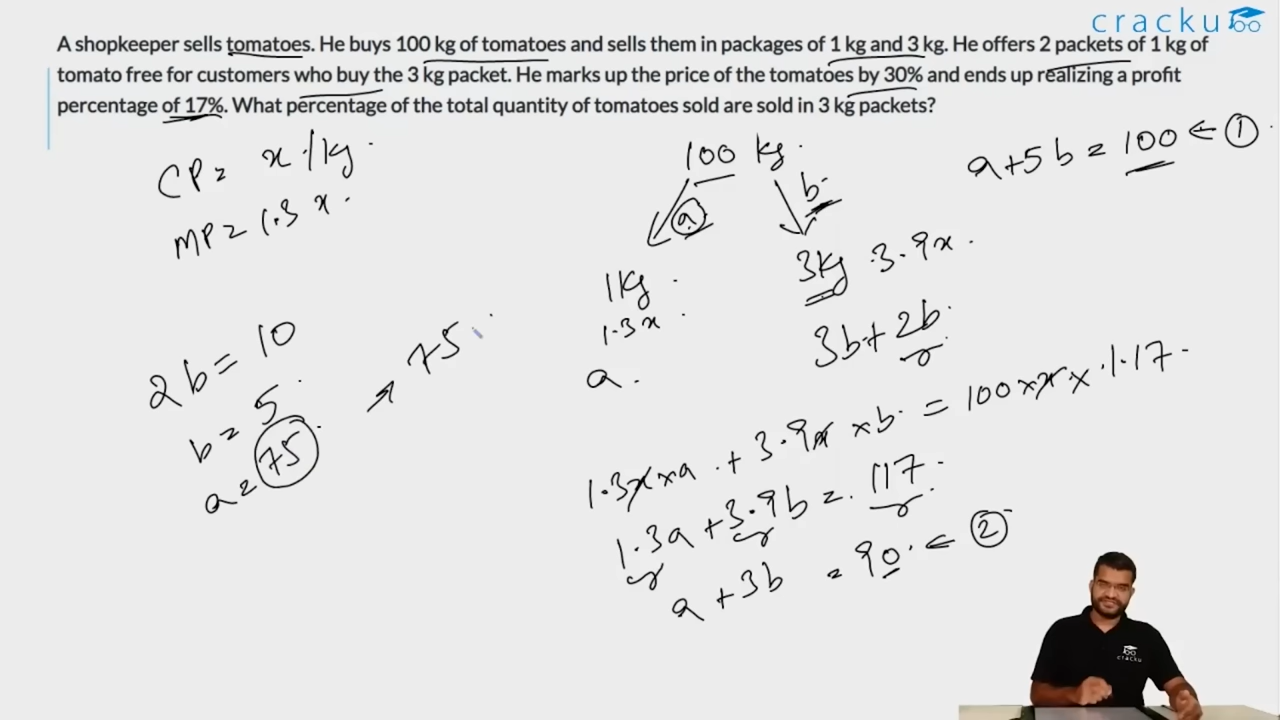 cracku
A shopkeeper sells tomatoes. He buys 100 kg of tomatoes and sells them in packages of 1 kg and 3 kg. He offers 2 packets of 1 kg of
tomato free for customers who buy the 3 kg packet. He marks up the price of the tomatoes by 30% and ends up realizing a profit
percentage of 17%. What percentage of the total quantity of tomatoes sold are sold in 3 kg packets?
CP = x /kg.
MP = 1.3 x.
100 kg.
a
b
a + 5b = 100 ← 1
1kg.
1.3x
a.
3kg 3.9x.
3b + 2b
2b = 10
b = 5
a = 75
→ 75
1.3x × a + 3.9x × b = 100 × x × 1.17
1.3a + 3.9b = 117
a + 3b = 90 ← 2
cracku